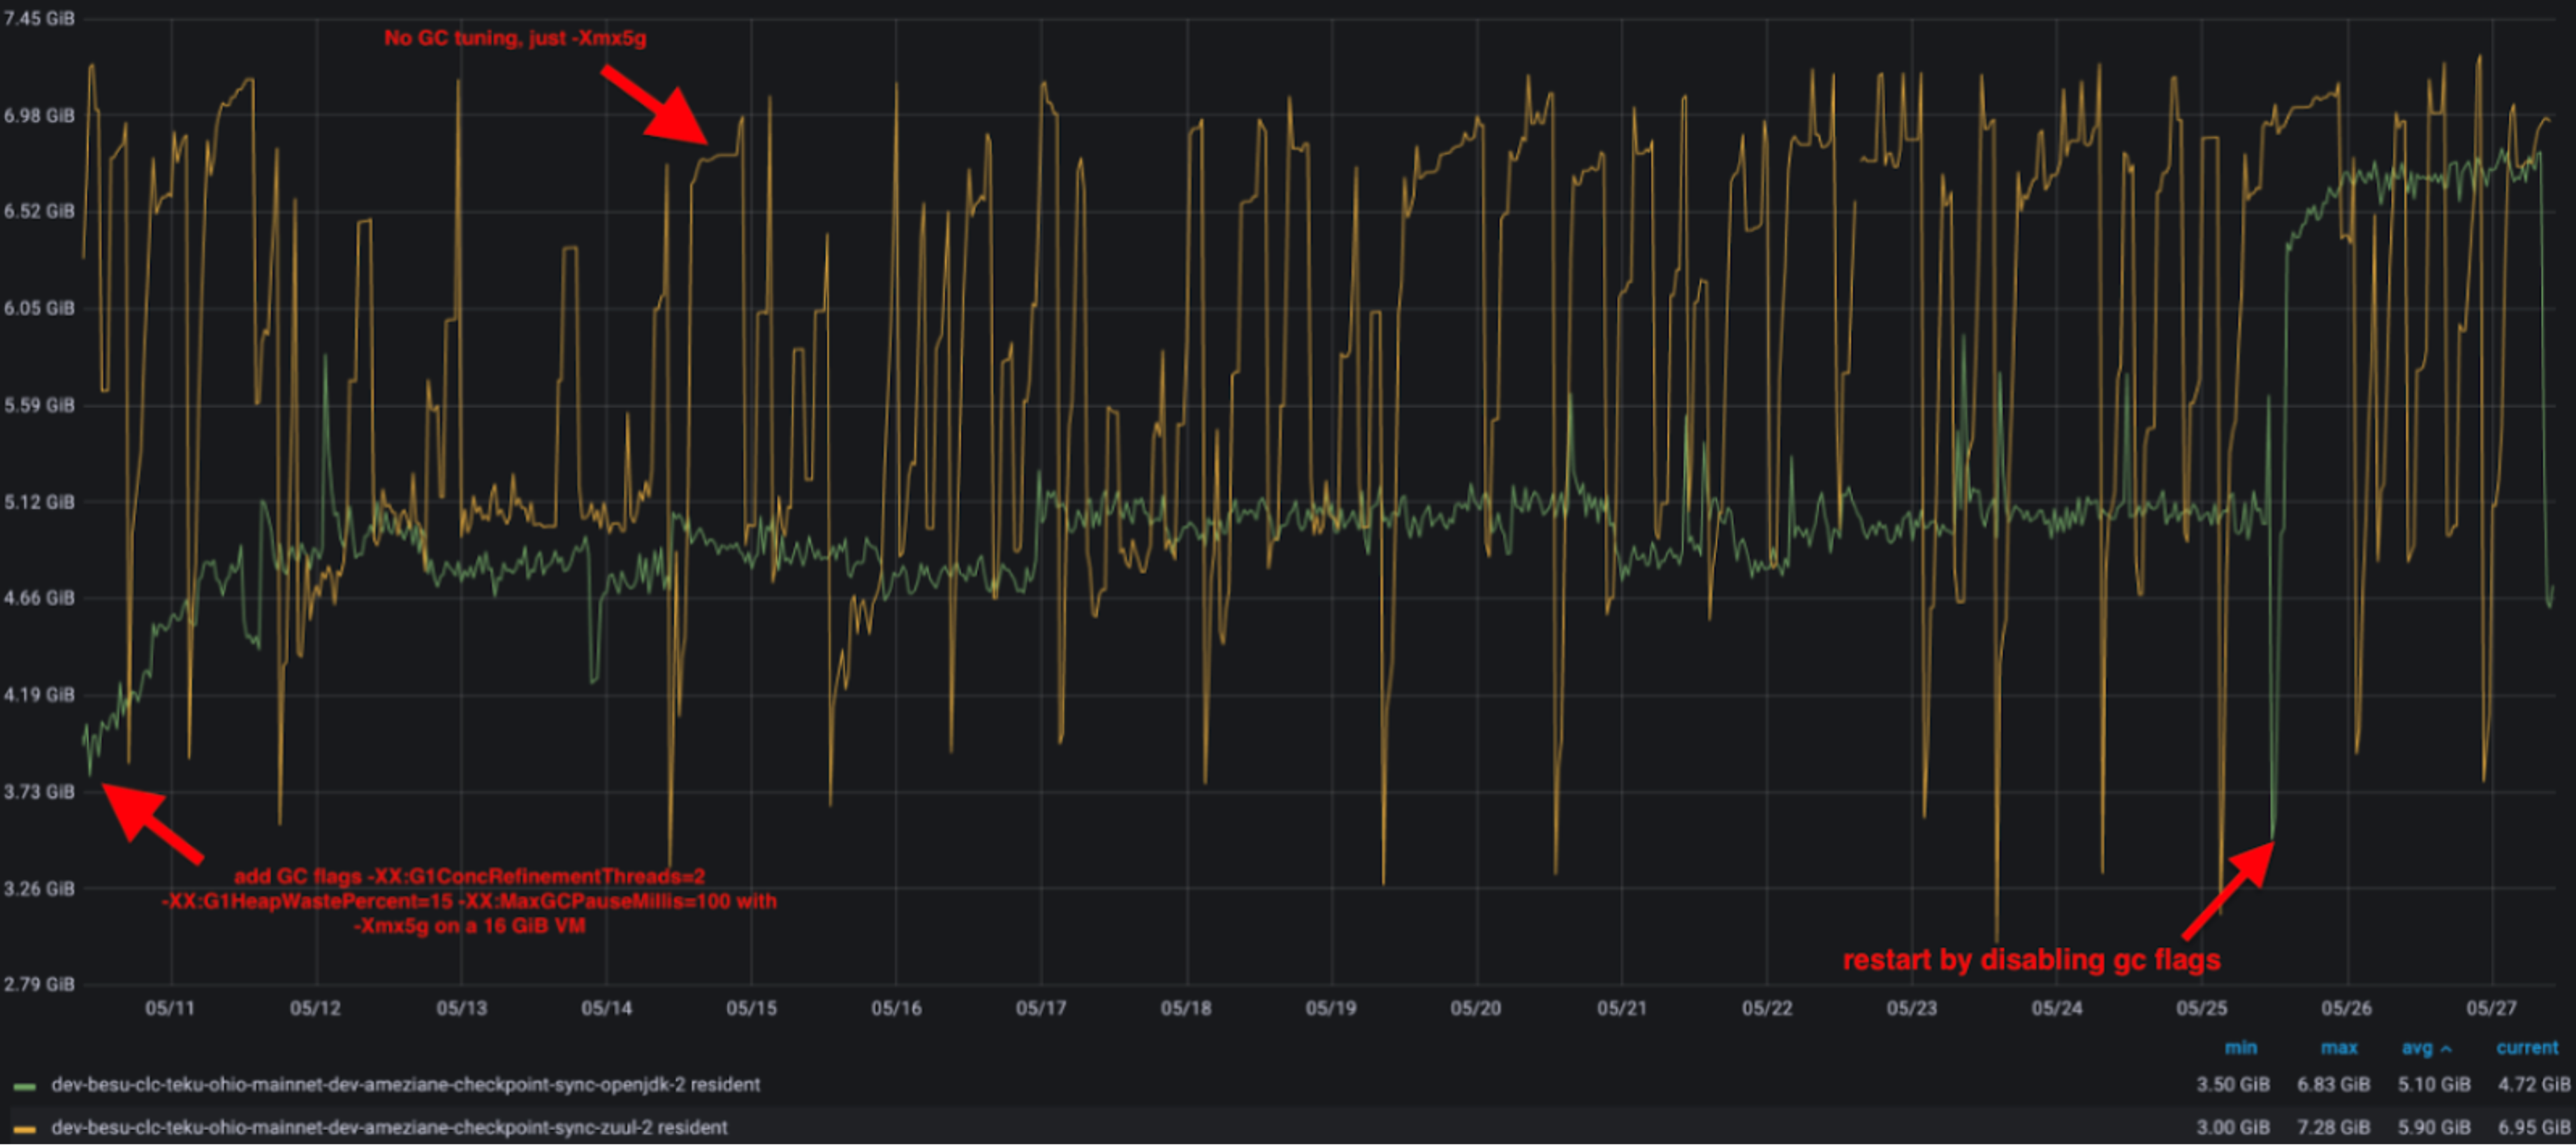 7.45 GiB
No GC tuning, just -Xmx5g
6.98 GiB
6.52 GiB
6.05 GiB
5.59 GiB
5.12 GiB
4.66 GiB
4.19 GiB
3.73 GiB
add GC flags -XX:G1ConcRefinementThreads=2
-XX:G1HeapWastePercent=15 -XX:MaxGCPauseMillis=100 with
-Xmx5g on a 16 GiB VM
3.26 GiB
restart by disabling gc flags
2.79 GiB
05/11 05/12 05/13 05/14 05/15 05/16 05/17 05/18 05/19 05/20 05/21 05/22 05/23 05/24 05/25 05/26 05/27
min max avg current
dev-besu-clc-teku-ohio-mainnet-dev-ameziane-checkpoint-sync-openjdk-2 resident 3.50 GiB 6.83 GiB 5.10 GiB 4.72 GiB
dev-besu-clc-teku-ohio-mainnet-dev-ameziane-checkpoint-sync-zuul-2 resident 3.00 GiB 7.28 GiB 5.90 GiB 6.95 GiB